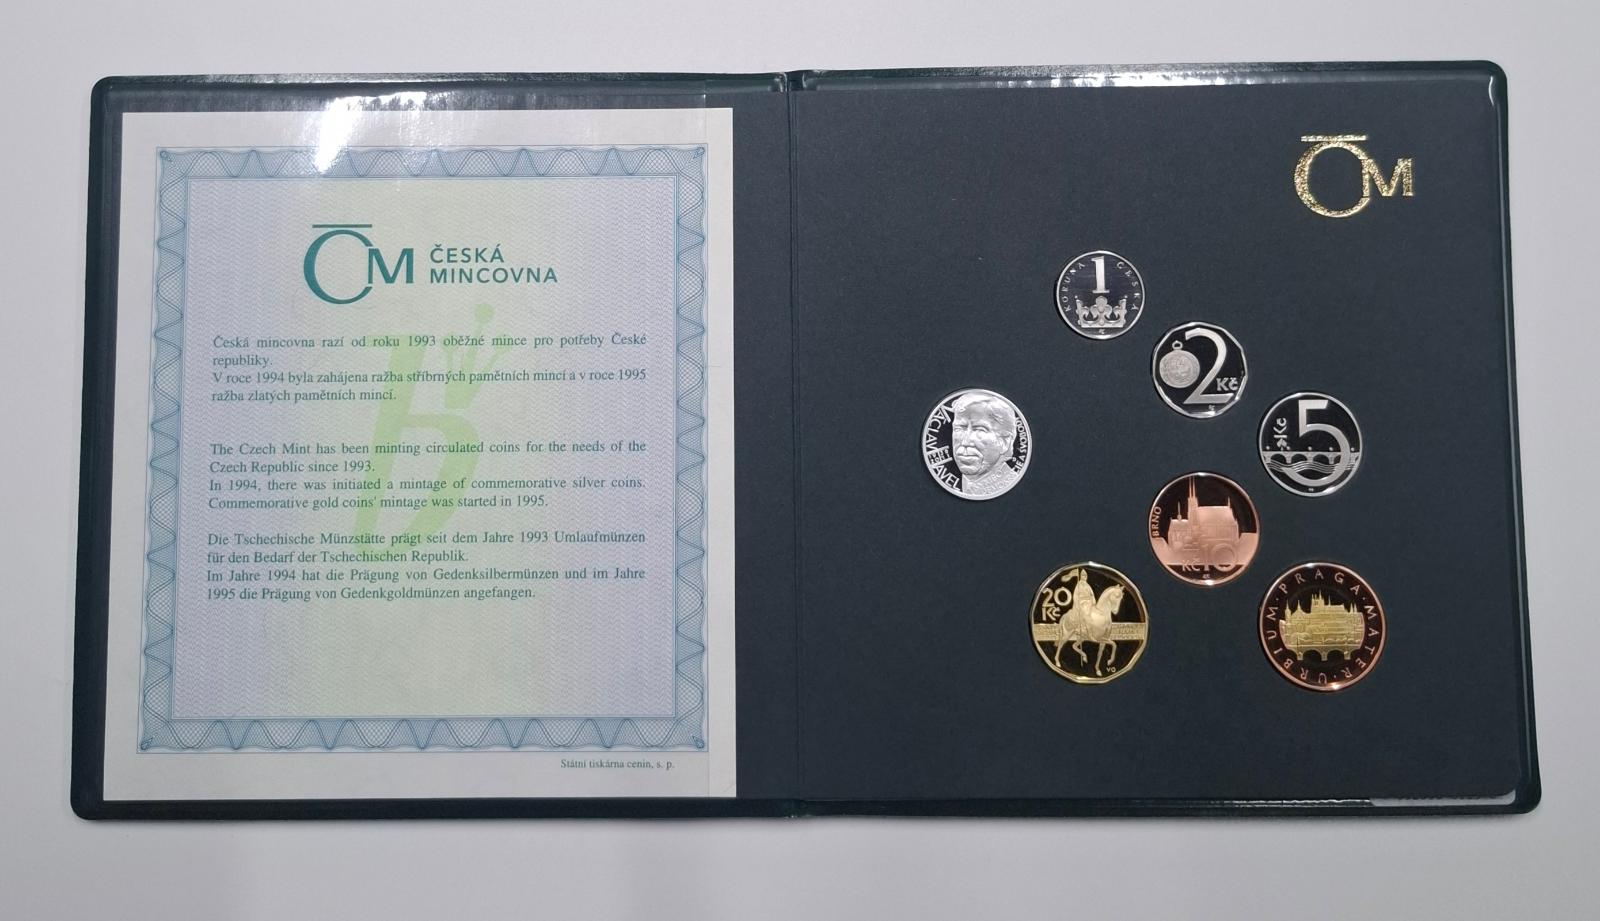 ČM ČESKÁ
MINCOVNA
Česká mincovna razí od roku 1993 oběžné mince pro potřeby České
republiky.
V roce 1994 byla zahájena ražba stříbrných pamětních mincí a v roce 1995
ražba zlatých pamětních mincí.
The Czech Mint has been minting circulated coins for the needs of the
Czech Republic since 1993.
In 1994, there was initiated a mintage of commemorative silver coins.
Commemorative gold coins' mintage was started in 1995.
Die Tschechische Münzstätte prägt seit dem Jahre 1993 Umlaufmünzen
für den Bedarf der Tschechischen Republik.
Im Jahre 1994 hat die Prägung von Gedenksilbermünzen und im Jahre
1995 die Prägung von Gedenkgoldmünzen angefangen.
Státní tiskárna cenin, s. p.
ČM
KORUNA 1 ČESKÁ
2 Kč
VÁCLAV HAVEL
5 Kč
BRNO
Kč 10
20
Kč
VO
PRAGA·MATER·URBIUM·